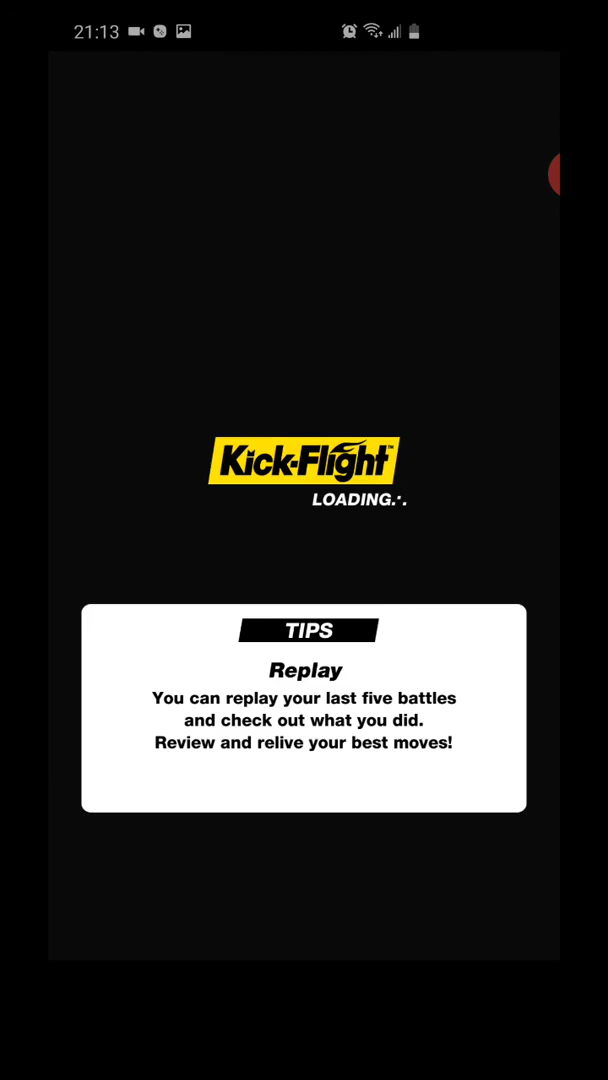 21:13
Kick-Flight™
LOADING...
TIPS
Replay
You can replay your last five battles
and check out what you did.
Review and relive your best moves!